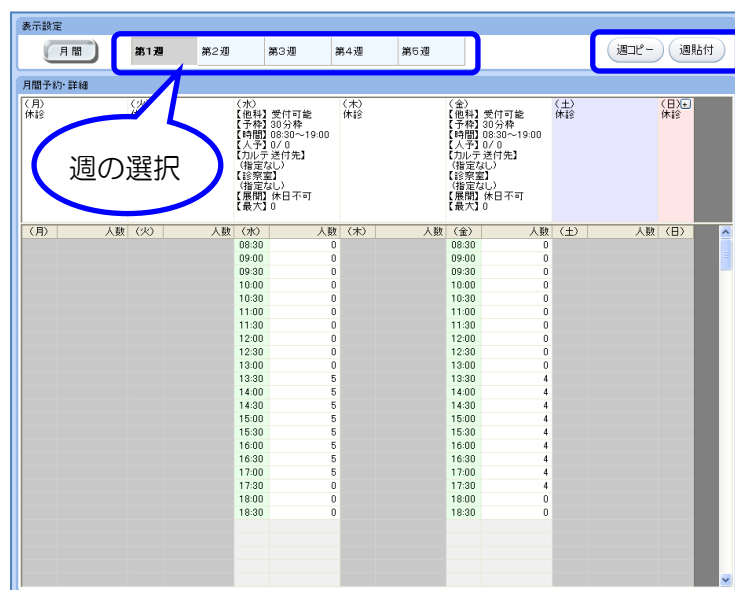 表示設定
月間 第1週 第2週 第3週 第4週 第5週 週コピー 週貼付
月間予約・詳細
(月) (水) (木) (金) (土) (日)
休診 【他科】受付可能 休診 【他科】受付可能 休診 休診
【予枠】30分枠 【予枠】30分枠
【時間】08:30～19:00 【時間】08:30～19:00
【人予】0/0 【人予】0/0
【カルテ送付先】 【カルテ送付先】
(指定なし) (指定なし)
【診察室】 【診察室】
(指定なし) (指定なし)
【展開】休日不可 【展開】休日不可
【最大】0 【最大】0
週の選択
(月) 人数 (火) 人数 (水) 人数 (木) 人数 (金) 人数 (土) 人数 (日)
08:30 0 08:30 0
09:00 0 09:00 0
09:30 0 09:30 0
10:00 0 10:00 0
10:30 0 10:30 0
11:00 0 11:00 0
11:30 0 11:30 0
12:00 0 12:00 0
12:30 0 12:30 0
13:00 0 13:00 0
13:30 5 13:30 4
14:00 5 14:00 4
14:30 5 14:30 4
15:00 5 15:00 4
15:30 5 15:30 4
16:00 5 16:00 4
16:30 5 16:30 4
17:00 5 17:00 4
17:30 0 17:30 4
18:00 0 18:00 0
18:30 0 18:30 0